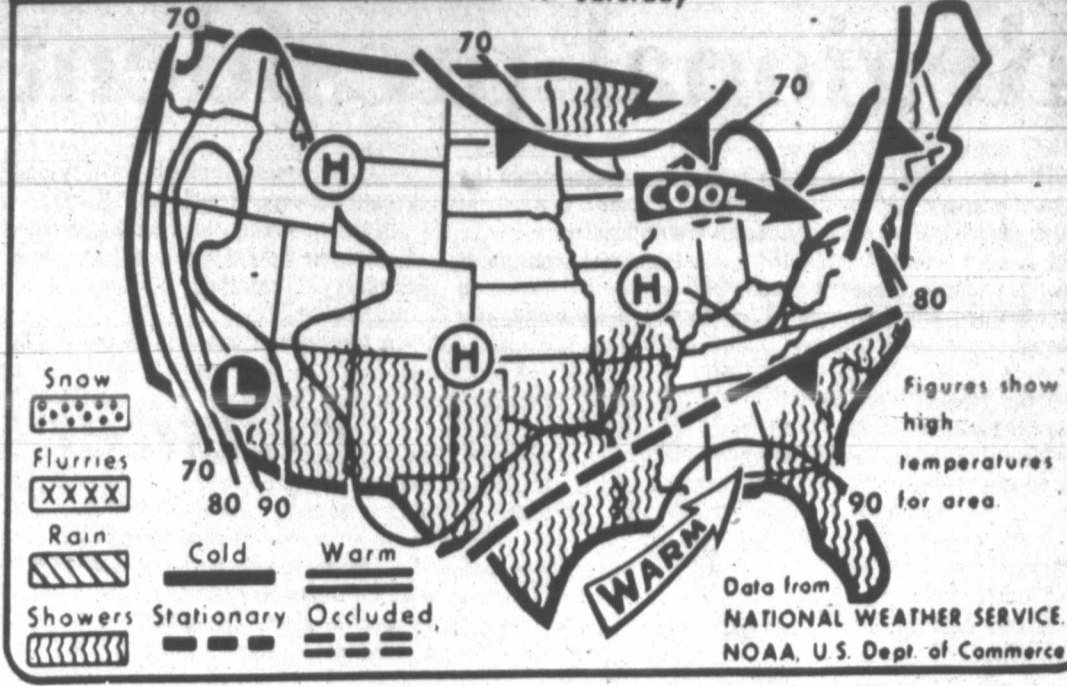 Saturday
70
70
70
H
COOL
H
H
80
L
Snow
Flurries
XXXX
Rain
Showers
70
80 90
Cold
Warm
Stationary
Occluded
WARM
90
Figures show
high
temperatures
for area.
Data from
NATIONAL WEATHER SERVICE.
NOAA, U.S. Dept. of Commerce